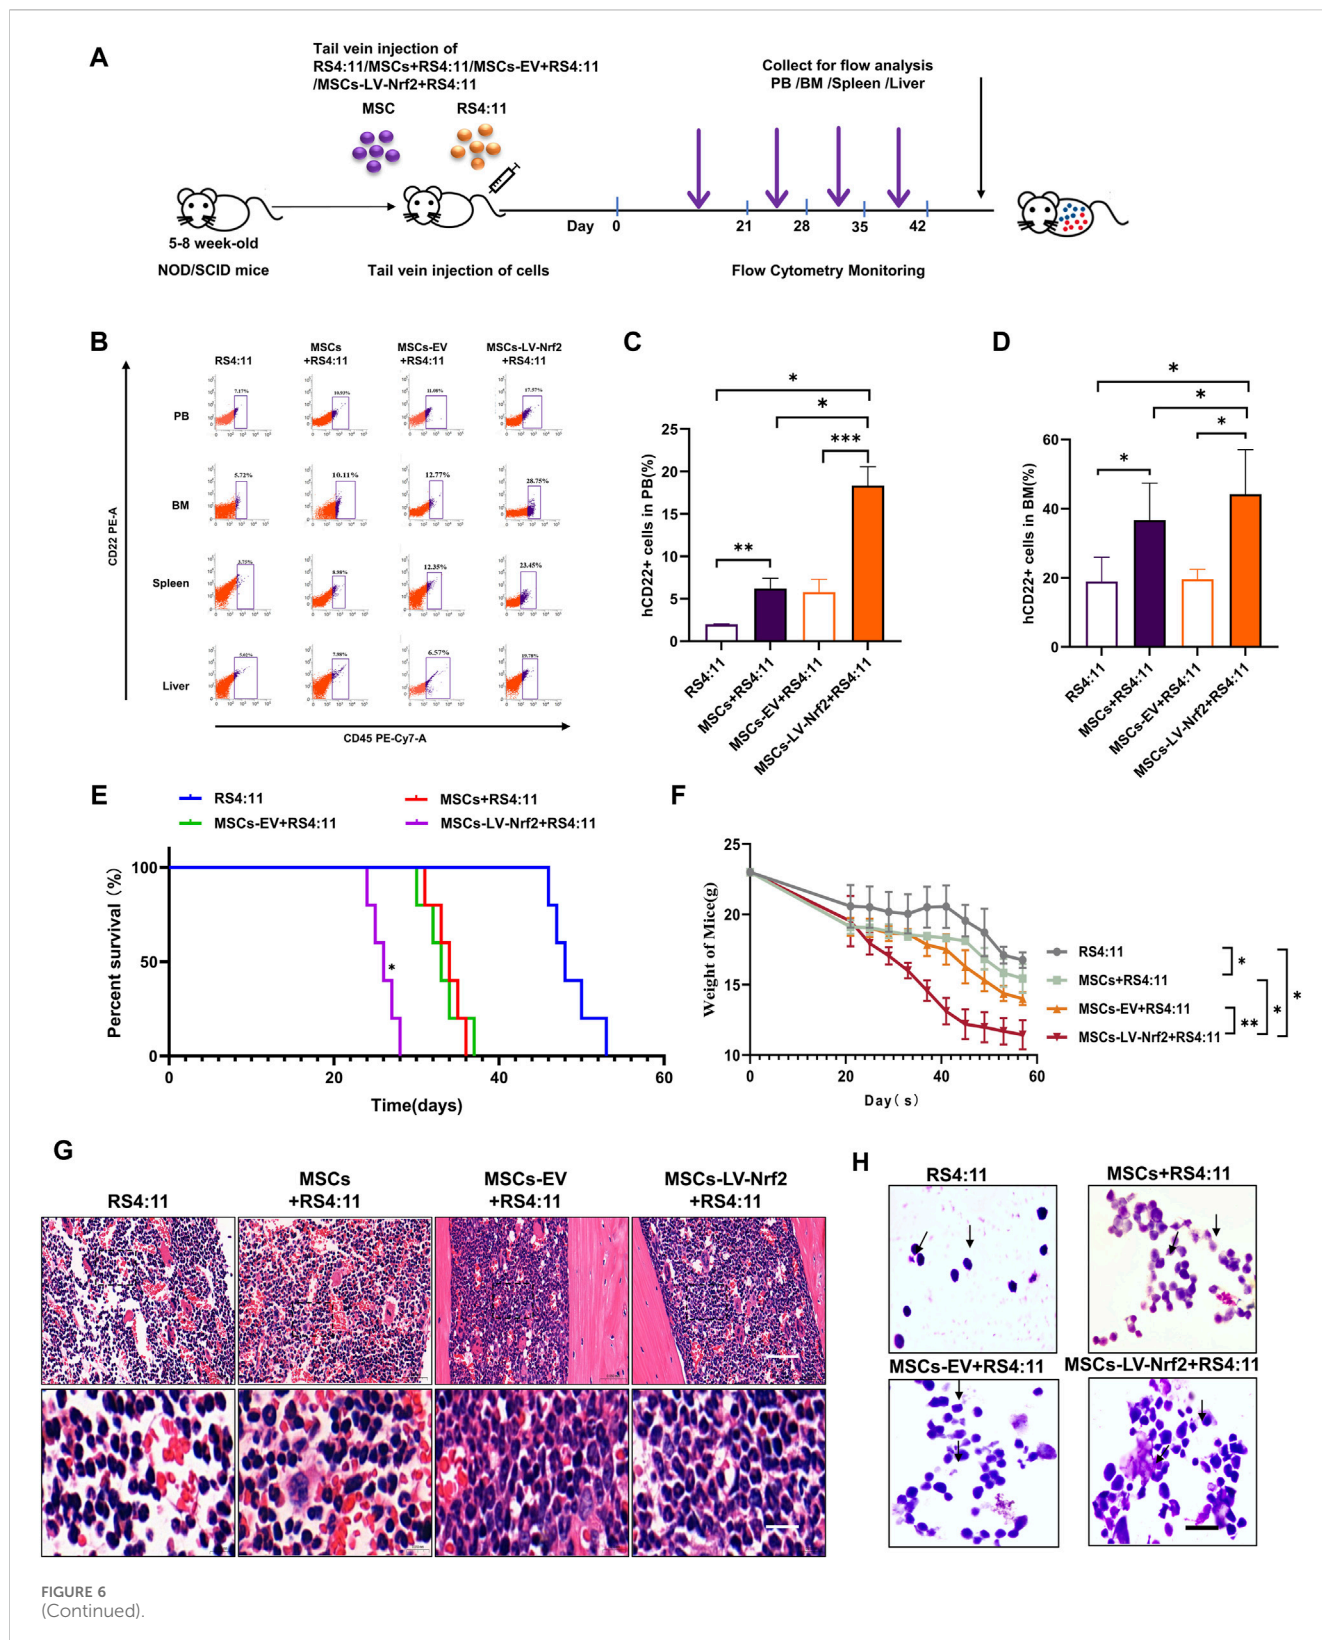 A
Tail vein injection of
RS4:11/MSCs+RS4:11/MSCs-EV+RS4:11
/MSCs-LV-Nrf2+RS4:11
MSC
RS4:11
Collect for flow analysis
PB /BM /Spleen /Liver
5-8 week-old
NOD/SCID mice
Tail vein injection of cells
Day
0
21
28
35
42
Flow Cytometry Monitoring
B
RS4:11
MSCs
+RS4:11
MSCs-EV
+RS4:11
MSCs-LV-Nrf2
+RS4:11
PB
7.17%
10.93%
11.08%
17.57%
BM
5.72%
10.11%
12.77%
28.75%
Spleen
8.98%
12.35%
23.45%
Liver
5.02%
7.98%
6.57%
19.78%
CD22 PE-A
CD45 PE-Cy7-A
C
hCD22+ cells in PB(%)
25
20
15
10
5
0
*
*
***
**
RS4:11
MSCs+RS4:11
MSCs-EV+RS4:11
MSCs-LV-Nrf2+RS4:11
D
hCD22+ cells in BM(%)
60
40
20
0
*
*
*
*
RS4:11
MSCs+RS4:11
MSCs-EV+RS4:11
MSCs-LV-Nrf2+RS4:11
E
RS4:11
MSCs+RS4:11
MSCs-EV+RS4:11
MSCs-LV-Nrf2+RS4:11
Percent survival (%)
100
50
0
*
0
20
40
60
Time(days)
F
Weight of Mice(g)
25
20
15
10
0
20
40
60
Day( s)
RS4:11
MSCs+RS4:11
MSCs-EV+RS4:11
MSCs-LV-Nrf2+RS4:11
*
**
*
*
G
RS4:11
MSCs
+RS4:11
MSCs-EV
+RS4:11
MSCs-LV-Nrf2
+RS4:11
H
RS4:11
MSCs+RS4:11
MSCs-EV+RS4:11
MSCs-LV-Nrf2+RS4:11
FIGURE 6
(Continued).